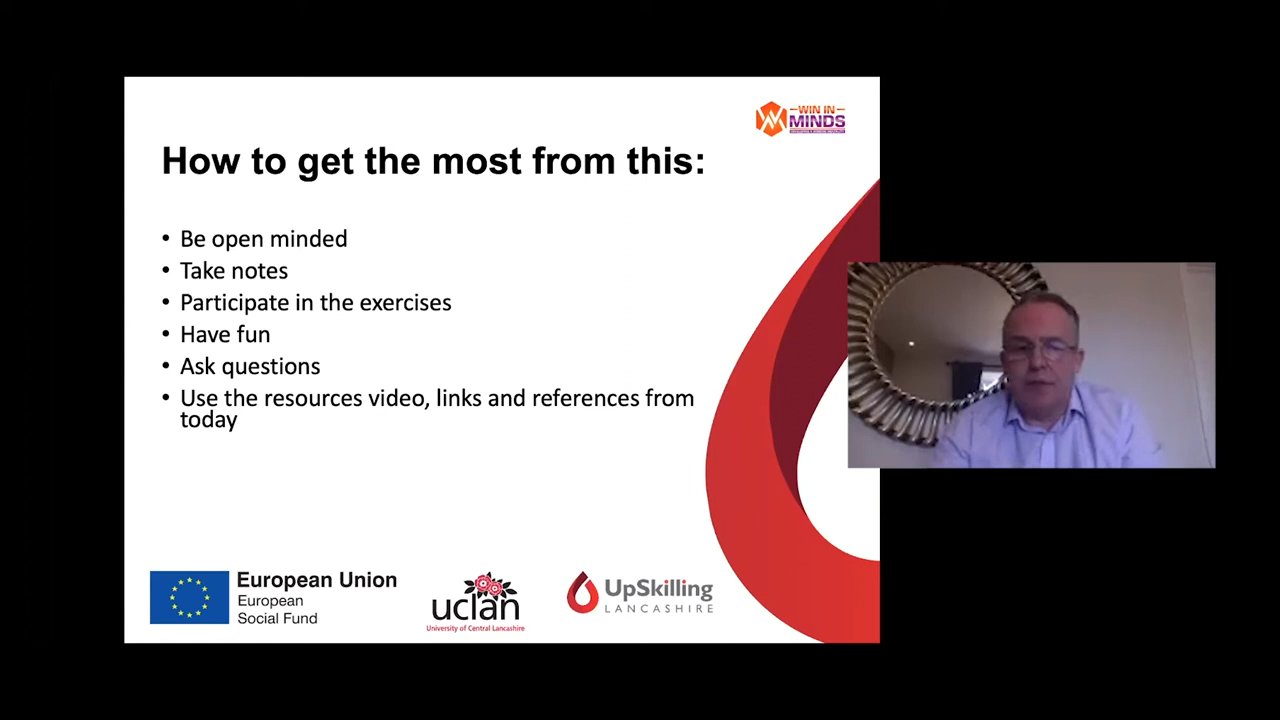 WIN IN
MINDS
How to get the most from this:
• Be open minded
• Take notes
• Participate in the exercises
• Have fun
• Ask questions
• Use the resources video, links and references from
today
European Union
European
Social Fund
uclan
University of Central Lancashire
UpSkilling
LANCASHIRE